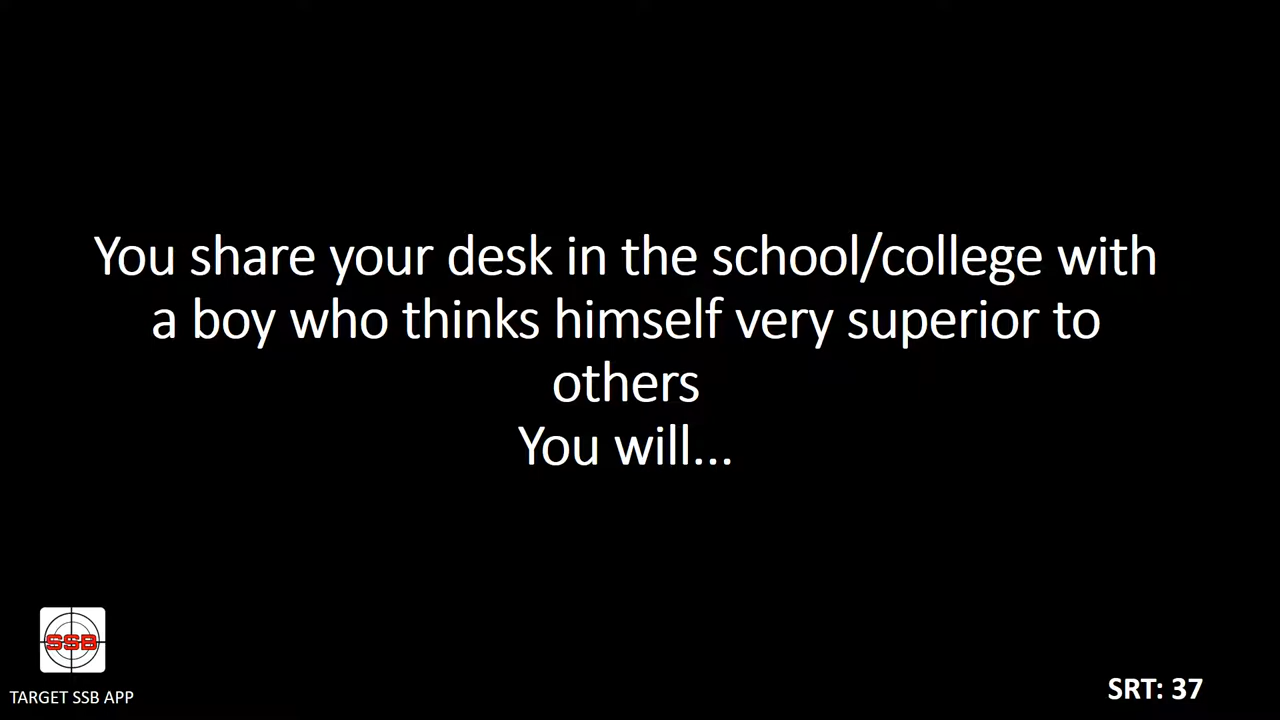 You share your desk in the school/college with
a boy who thinks himself very superior to
others
You will...
SSB
TARGET SSB APP
SRT: 37